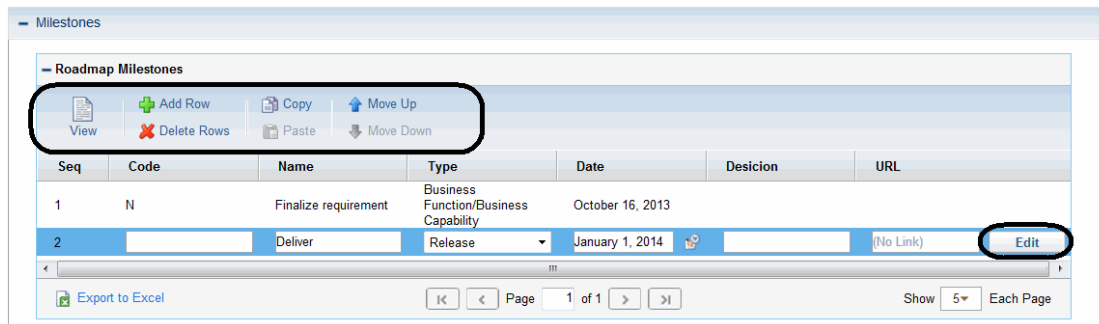 Milestones
Roadmap Milestones
View
Add Row
Copy
Move Up
Delete Rows
Paste
Move Down
Seq Code Name Type Date Desicion URL
1 N Finalize requirement Business Function/Business Capability October 16, 2013
2 Deliver Release January 1, 2014 (No Link) Edit
Export to Excel Page 1 of 1 Show 5 Each Page